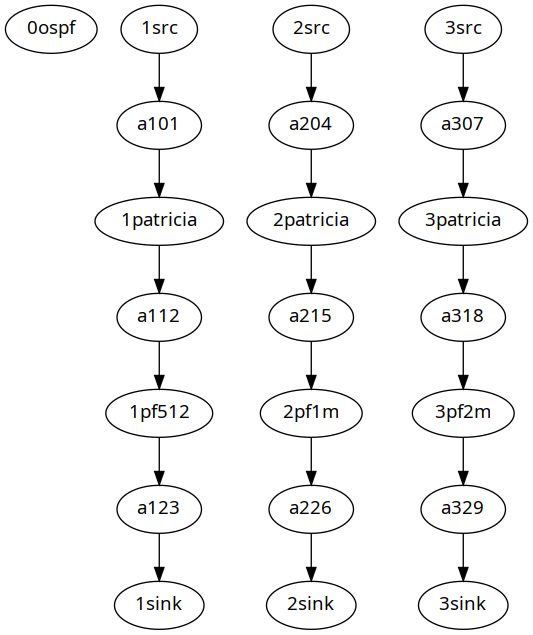 0ospf 1src 2src 3src
a101 a204 a307
1patricia 2patricia 3patricia
a112 a215 a318
1pf512 2pf1m 3pf2m
a123 a226 a329
1sink 2sink 3sink